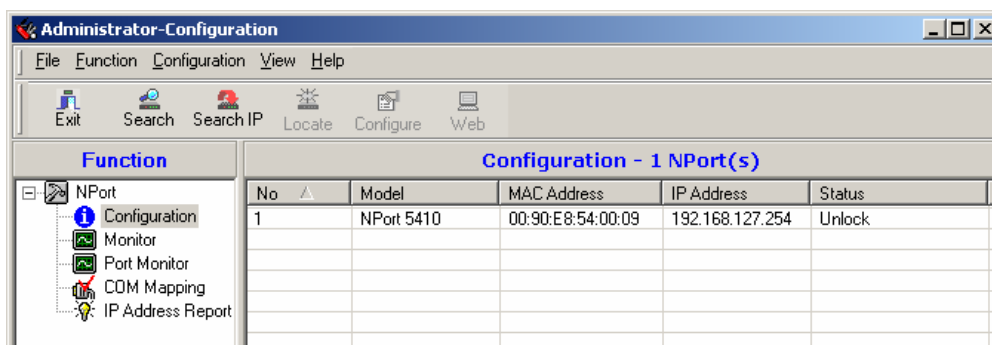 Administrator-Configuration
File Function Configuration View Help
Exit Search Search IP Locate Configure Web
Function
Configuration - 1 NPort(s)
NPort
Configuration
Monitor
Port Monitor
COM Mapping
IP Address Report
No Model MAC Address IP Address Status
1 NPort 5410 00:90:E8:54:00:09 192.168.127.254 Unlock